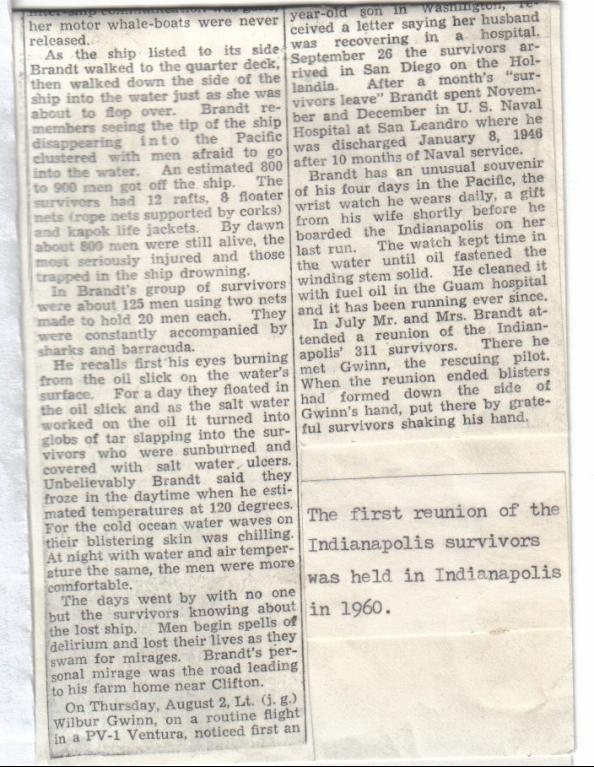 her motor whale-boats were never
released.
As the ship listed to its side
Brandt walked to the quarter deck,
then walked down the side of the
ship into the water just as she was
about to flop over. Brandt re-
members seeing the tip of the ship
disappearing into the Pacific
clustered with men afraid to go
into the water. An estimated 800
to 900 men got off the ship. The
survivors had 12 rafts, 8 floater
nets (rope nets supported by corks)
and kapok life jackets. By dawn
about 800 men were still alive, the
most seriously injured and those
trapped in the ship drowning.
In Brandt's group of survivors
were about 125 men using two nets
made to hold 20 men each. They
were constantly accompanied by
sharks and barracuda.
He recalls first his eyes burning
from the oil slick on the water's
surface. For a day they floated in
the oil slick and as the salt water
worked on the oil it turned into
globs of tar slapping into the sur-
vivors who were sunburned and
covered with salt water ulcers.
Unbelievably Brandt said they
froze in the daytime when he esti-
mated temperatures at 120 degrees.
For the cold ocean water waves on
their blistering skin was chilling.
At night with water and air temper-
ature the same, the men were more
comfortable.
The days went by with no one
but the survivors knowing about
the lost ship. Men begin spells of
delirium and lost their lives as they
swam for mirages. Brandt's per-
sonal mirage was the road leading
to his farm home near Clifton.
On Thursday, August 2, Lt. (j. g.)
Wilbur Gwinn, on a routine flight
in a PV-1 Ventura, noticed first an
year-old son in Washington, re-
ceived a letter saying her husband
was recovering in a hospital.
September 26 the survivors ar-
rived in San Diego on the Hol-
landia. After a month's "sur-
vivors leave" Brandt spent Novem-
ber and December in U. S. Naval
Hospital at San Leandro where he
was discharged January 8, 1946
after 10 months of Naval service.
Brandt has an unusual souvenir
of his four days in the Pacific, the
wrist watch he wears daily, a gift
from his wife shortly before he
boarded the Indianapolis on her
last run. The watch kept time in
the water until oil fastened the
winding stem solid. He cleaned it
with fuel oil in the Guam hospital
and it has been running ever since.
In July Mr. and Mrs. Brandt at-
tended a reunion of the Indian-
apolis' 311 survivors. There he
met Gwinn, the rescuing pilot.
When the reunion ended blisters
had formed down the side of
Gwinn's hand, put there by grate-
ful survivors shaking his hand.
The first reunion of the
Indianapolis survivors
was held in Indianapolis
in 1960.